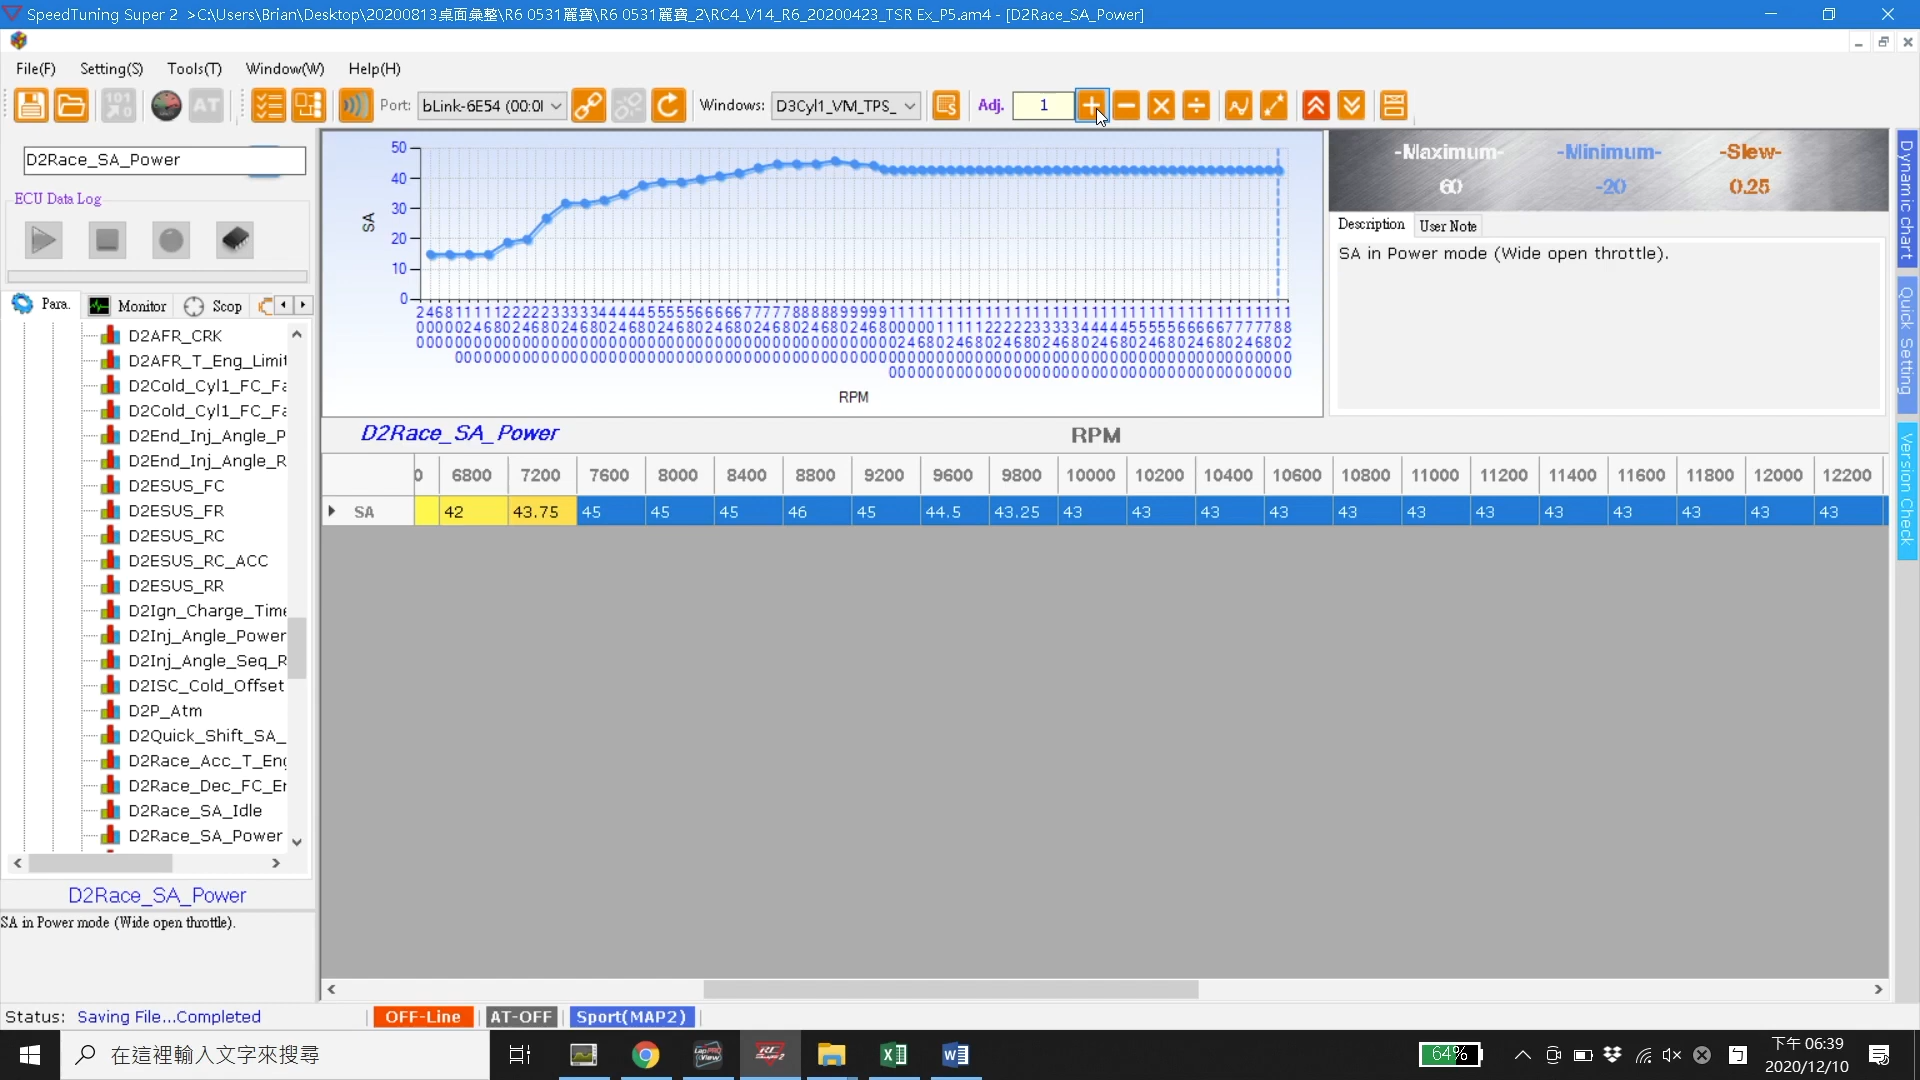 SpeedTuning Super 2 >C:\Users\Brian\Desktop\20200813桌面彙整\R6 0531麗寶\R6 0531麗寶_2\RC4_V14_R6_20200423_TSR Ex_P5.am4 - [D2Race_SA_Power]
File(F) Setting(S) Tools(T) Window(W) Help(H)
AT Port: bLink-6E54 (00:0 Windows: D3Cyl1_VM_TPS_ Adj. 1
D2Race_SA_Power
ECU Data Log
Para. Monitor Scop
D2AFR_CRK
D2AFR_T_Eng_Limit
D2Cold_Cyl1_FC_Fa
D2Cold_Cyl1_FC_Fa
D2End_Inj_Angle_P
D2End_Inj_Angle_R
D2ESUS_FC
D2ESUS_FR
D2ESUS_RC
D2ESUS_RC_ACC
D2ESUS_RR
D2Ign_Charge_Time
D2Inj_Angle_Power
D2Inj_Angle_Seq_R
D2ISC_Cold_Offset
D2P_Atm
D2Quick_Shift_SA_
D2Race_Acc_T_Eng
D2Race_Dec_FC_En
D2Race_SA_Idle
D2Race_SA_Power
D2Race_SA_Power
SA in Power mode (Wide open throttle).
50
40
30
20
10
0
SA
RPM
-Maximum- -Minimum- -Slew-
60 -20 0.25
Description User Note
SA in Power mode (Wide open throttle).
Dynamic chart
Quick Setting
Version Check
D2Race_SA_Power RPM
0 6800 7200 7600 8000 8400 8800 9200 9600 9800 10000 10200 10400 10600 10800 11000 11200 11400 11600 11800 12000 12200
SA 42 43.75 45 45 45 46 45 44.5 43.25 43 43 43 43 43 43 43 43 43 43 43 43
Status: Saving File...Completed OFF-Line AT-OFF Sport(MAP2)
在這裡輸入文字來搜尋
64%
下午 06:39
2020/12/10